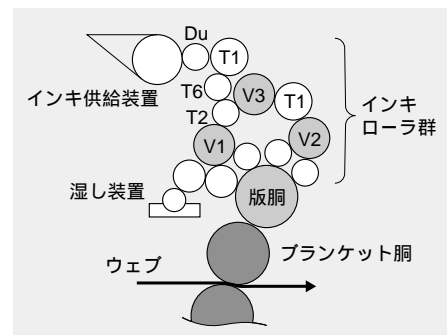 Du
T1
インキ供給装置
T6
V3
T1
T2
インキ
ローラ群
V1
V2
湿し装置
版胴
ブランケット胴
ウェブ